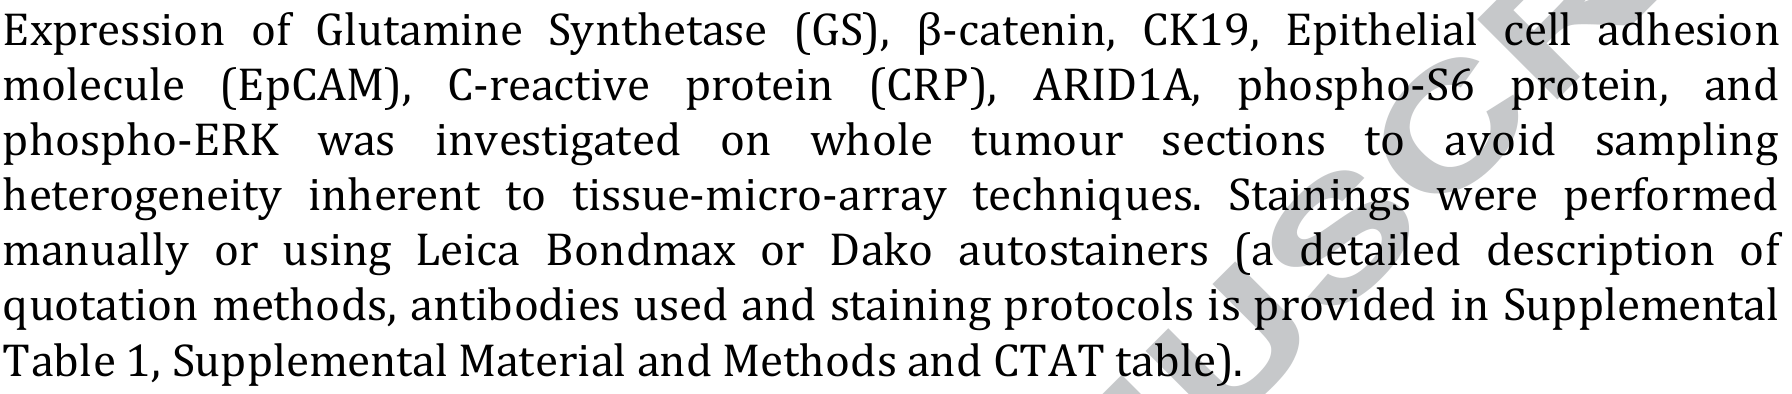 Expression of Glutamine Synthetase (GS), β-catenin, CK19, Epithelial cell adhesion
molecule (EpCAM), C-reactive protein (CRP), ARID1A, phospho-S6 protein, and
phospho-ERK was investigated on whole tumour sections to avoid sampling
heterogeneity inherent to tissue-micro-array techniques. Stainings were performed
manually or using Leica Bondmax or Dako autostainers (a detailed description of
quotation methods, antibodies used and staining protocols is provided in Supplemental
Table 1, Supplemental Material and Methods and CTAT table).